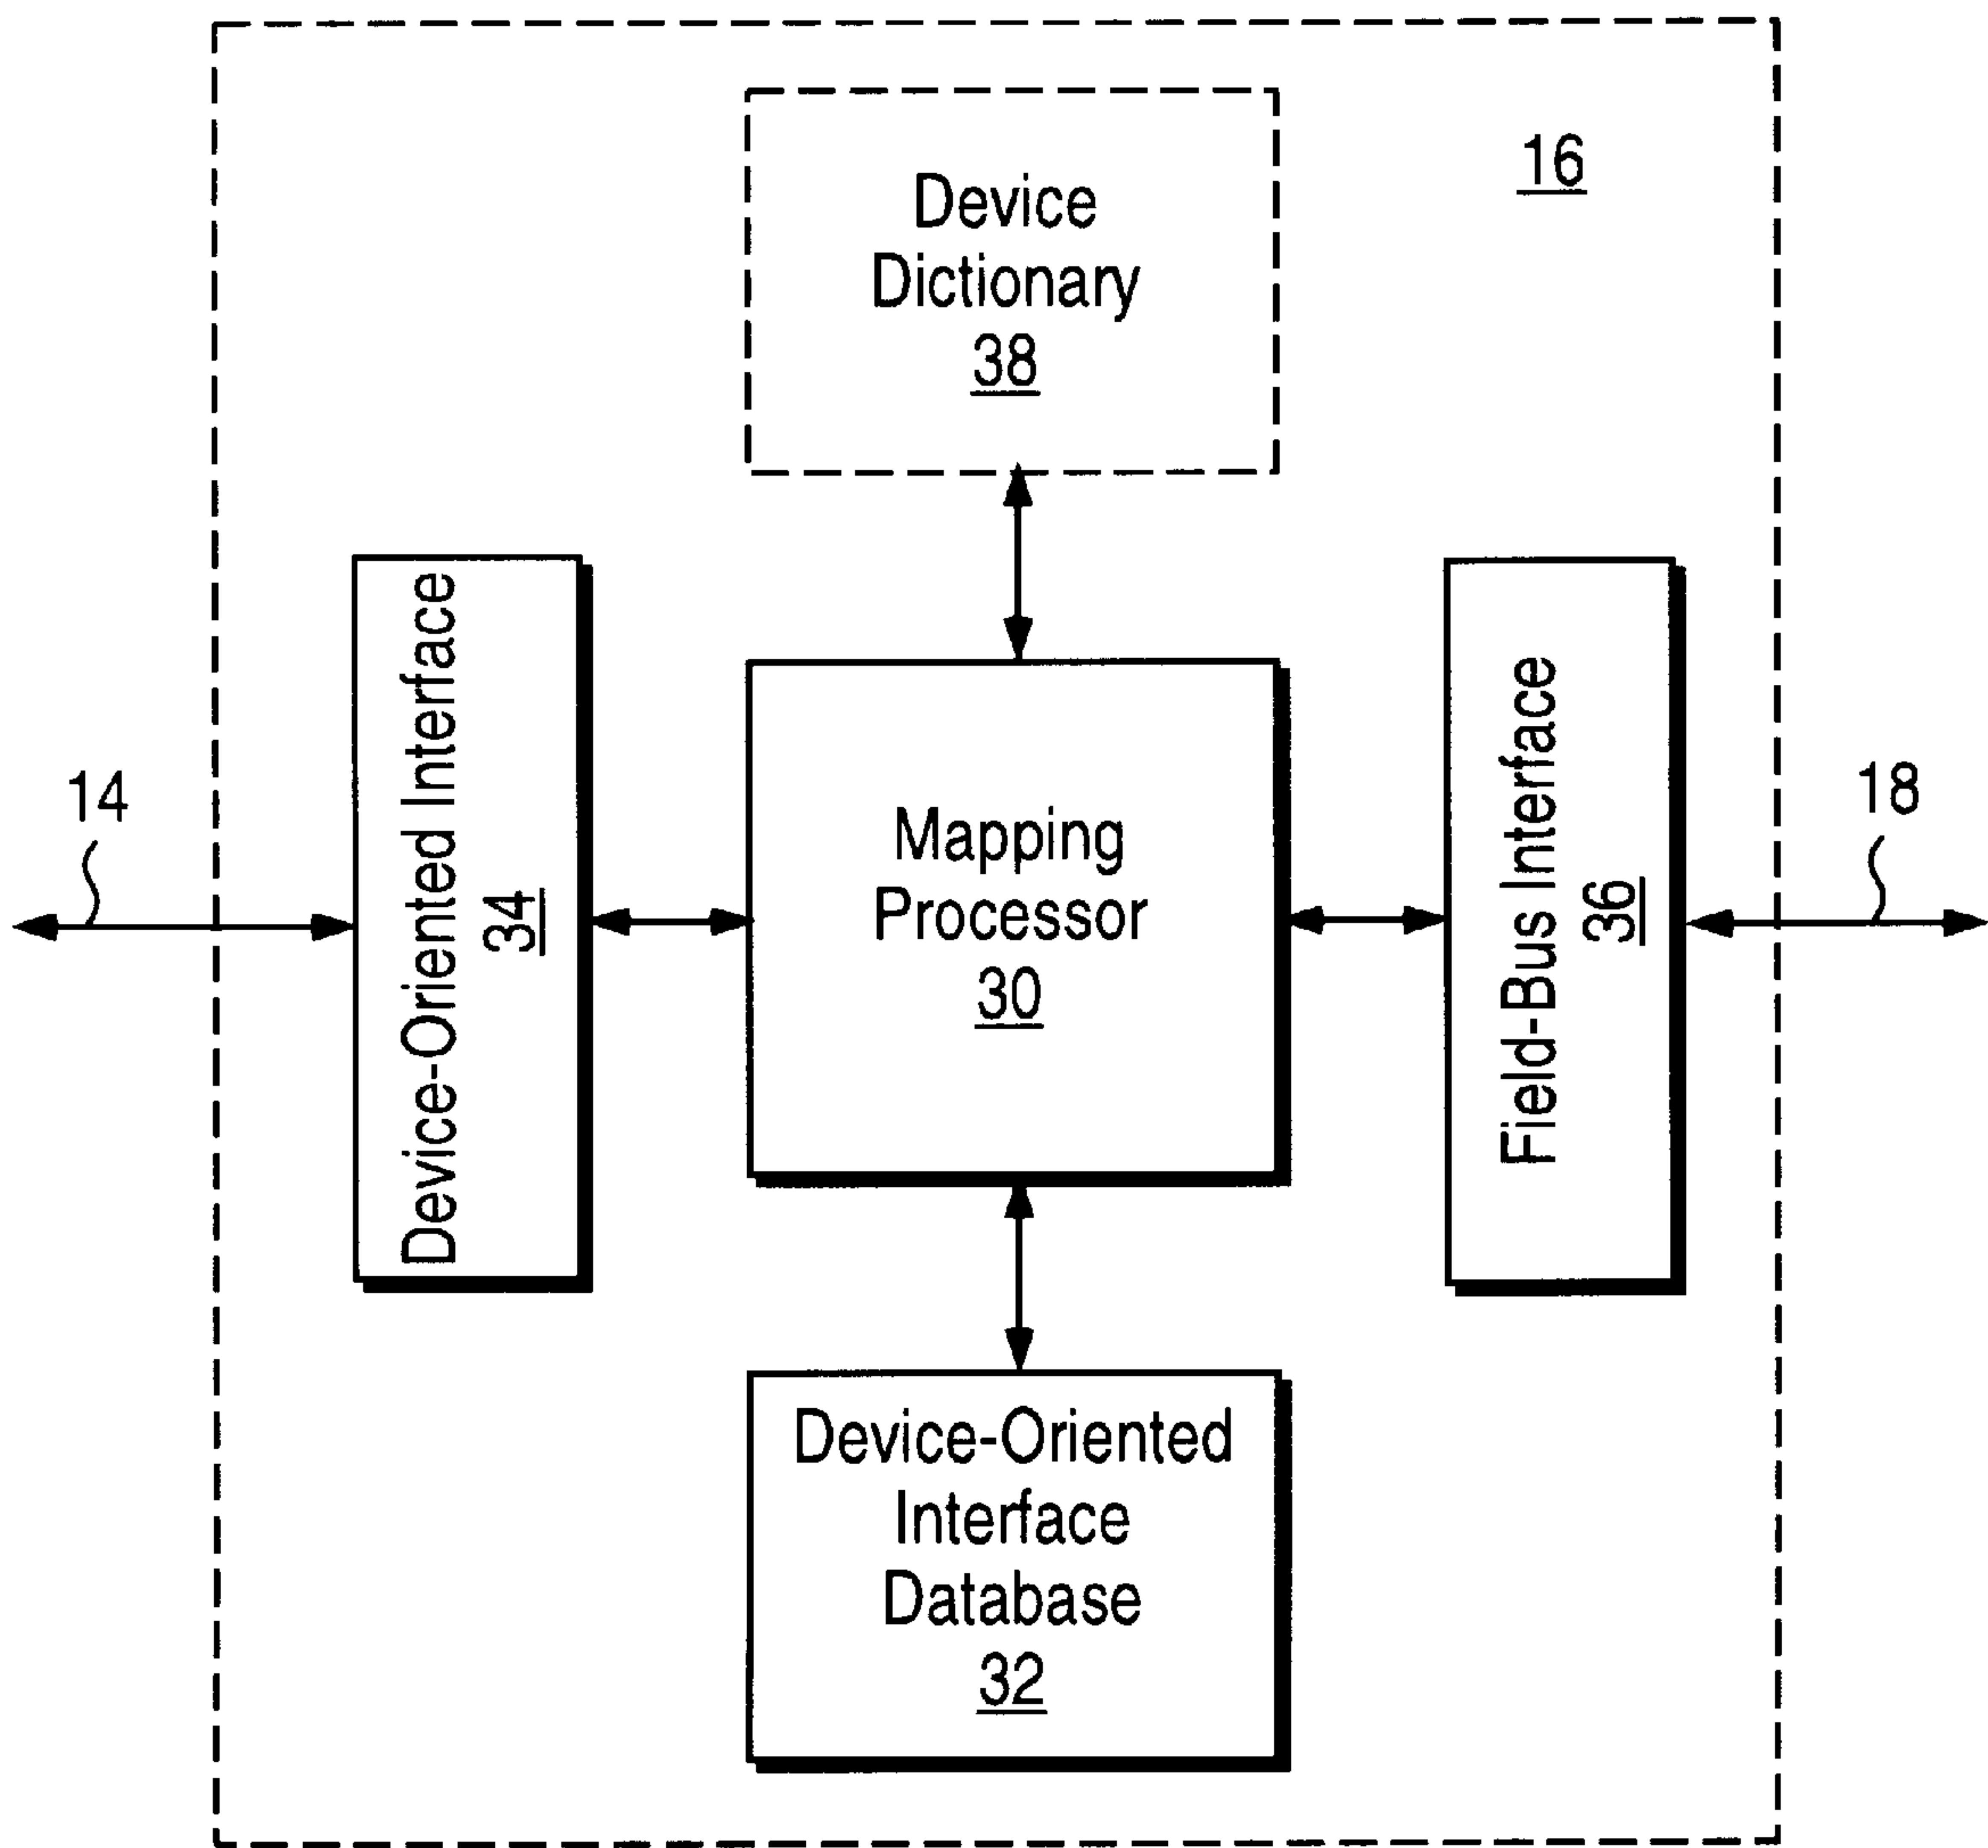 16
Device
Dictionary
38
14
Device-Oriented Interface
34
Mapping
Processor
30
Field-Bus Interface
36
18
Device-Oriented
Interface
Database
32